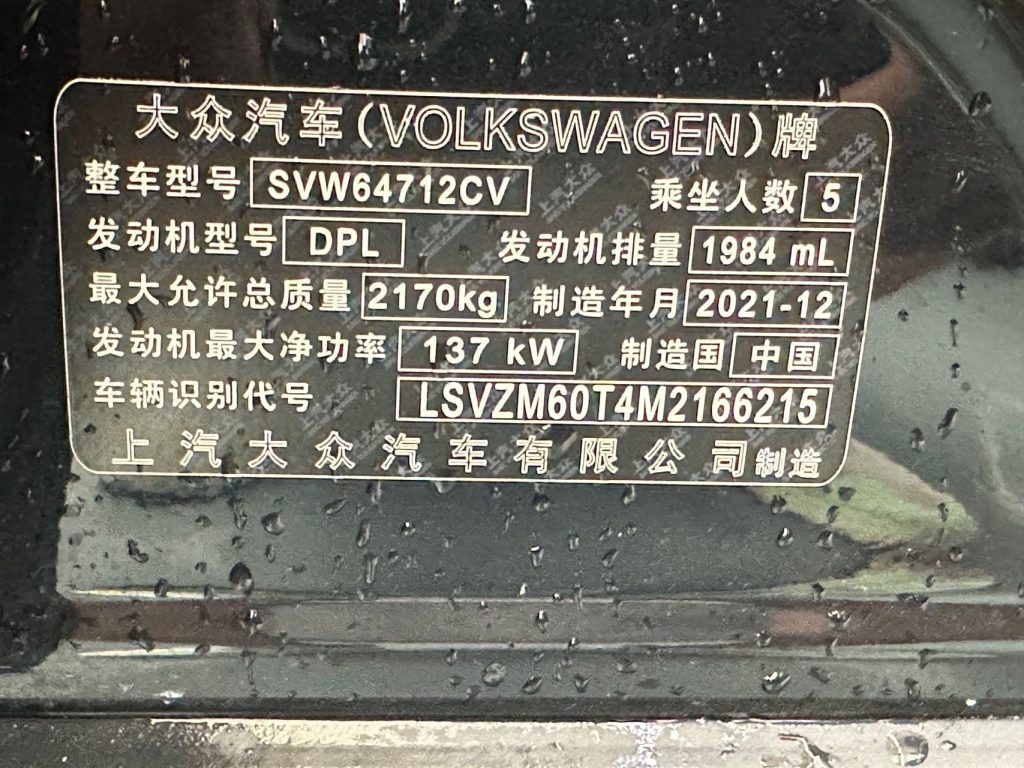 大众汽车(VOLKSWAGEN)牌
整车型号 SVW64712CV 乘坐人数 5
发动机型号 DPL 发动机排量 1984 mL
最大允许总质量 2170kg 制造年月 2021-12
发动机最大净功率 137 kW 制造国 中国
车辆识别代号 LSVZM60T4M2166215
上汽大众汽车有限公司制造